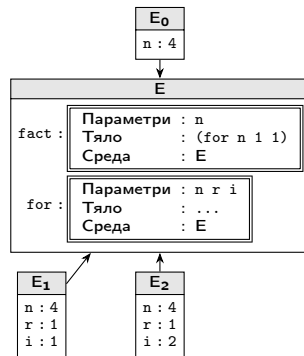 E0
n : 4
E
fact :
Параметри : n
Тяло : (for n 1 1)
Среда : E
for :
Параметри : n r i
Тяло : ...
Среда : E
E1
n : 4
r : 1
i : 1
E2
n : 4
r : 1
i : 2